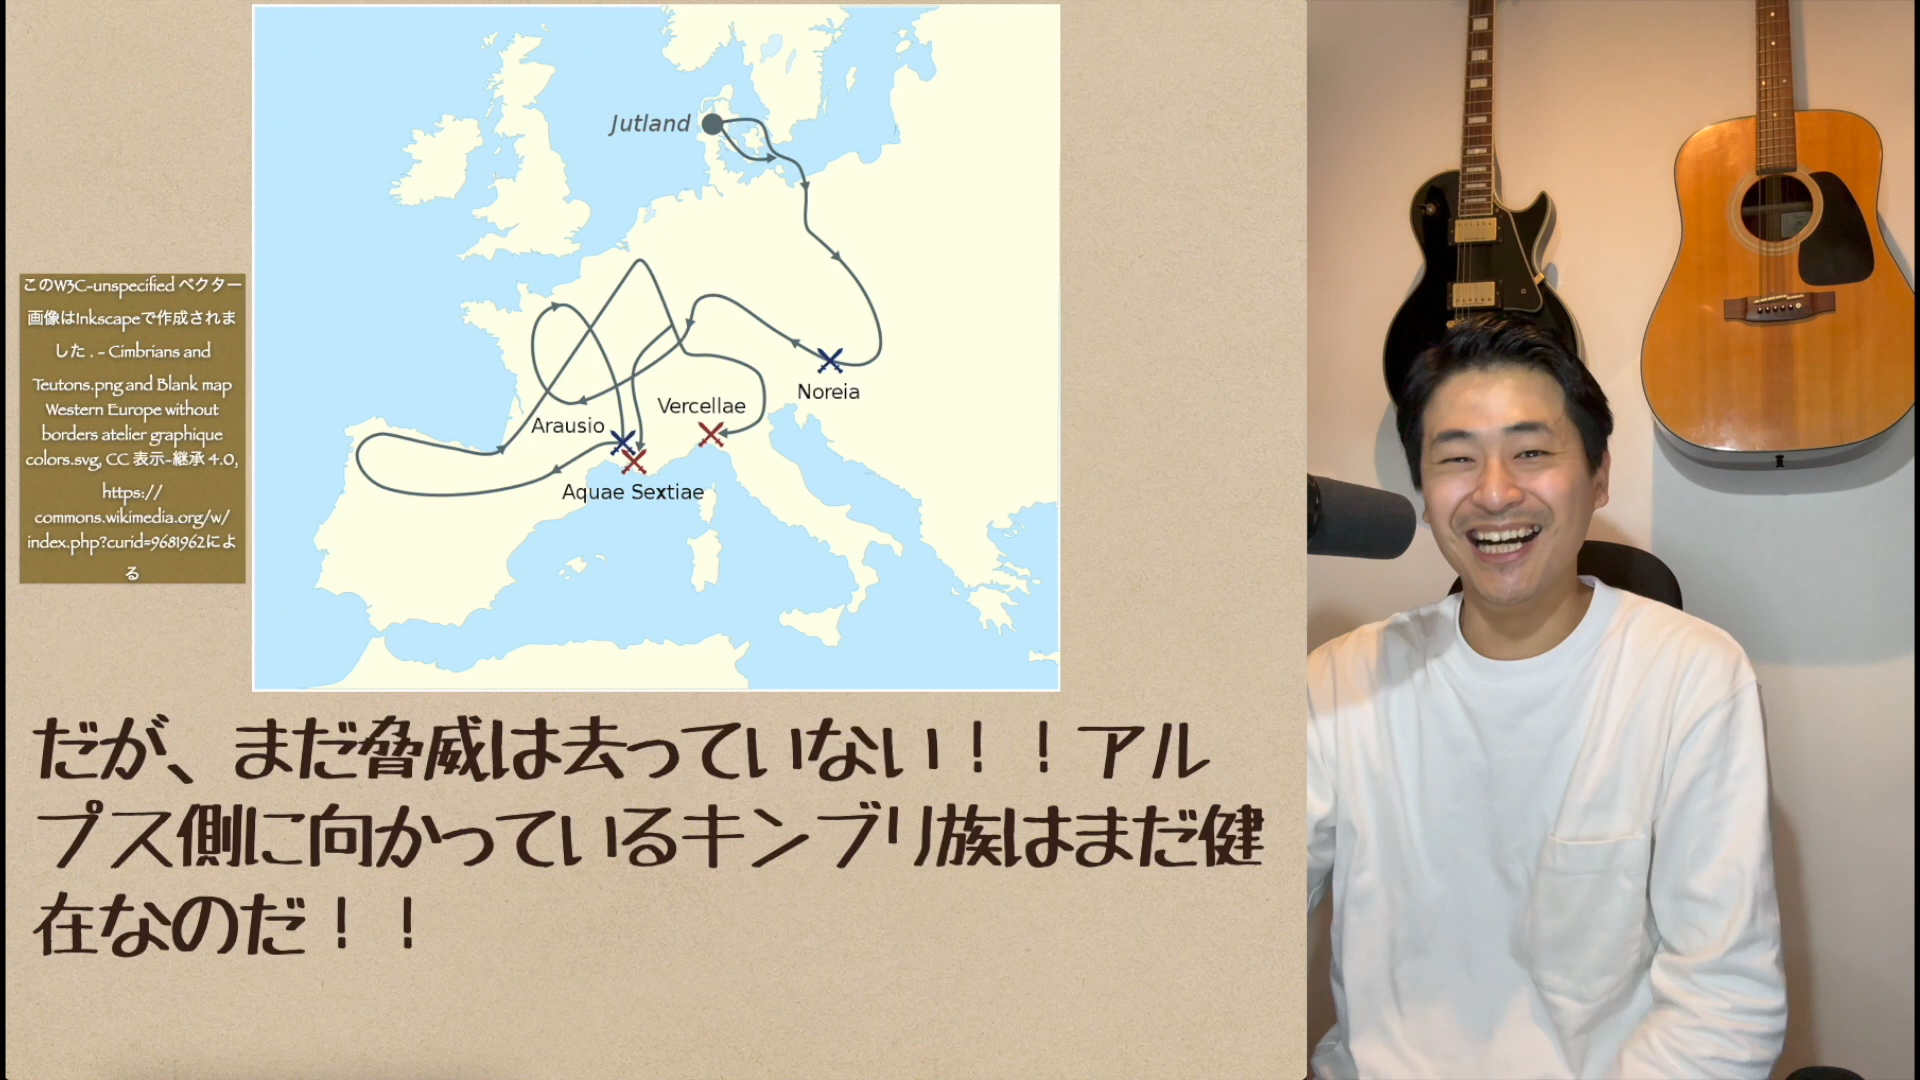 Jutland
Noreia
Vercellae
Arausio
Aquae Sextiae
このW3C-unspecified ベクター
画像はInkscapeで作成されま
した . - Cimbrians and
Teutons.png and Blank map
Western Europe without
borders atelier graphique
colors.svg, CC 表示-継承 4.0,
https://
commons.wikimedia.org/w/
index.php?curid=9681962によ
る
だが、まだ脅威は去っていない！！アル
プス側に向かっているキンブリ族はまだ健
在なのだ！！